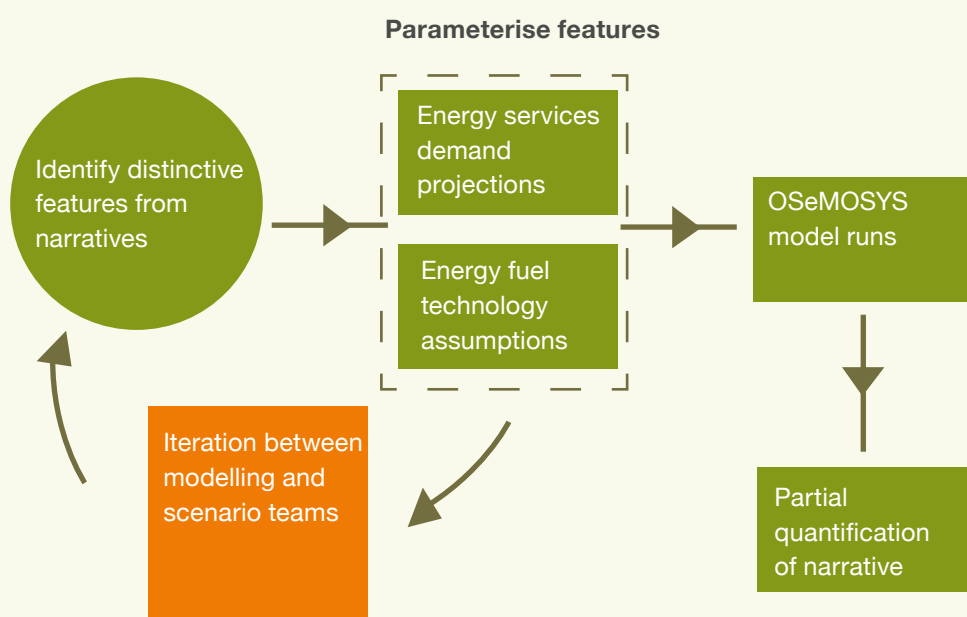 Parameterise features
Identify distinctive
features from
narratives
Energy services
demand
projections
Energy fuel
technology
assumptions
OSeMOSYS
model runs
Iteration between
modelling and
scenario teams
Partial
quantification
of narrative